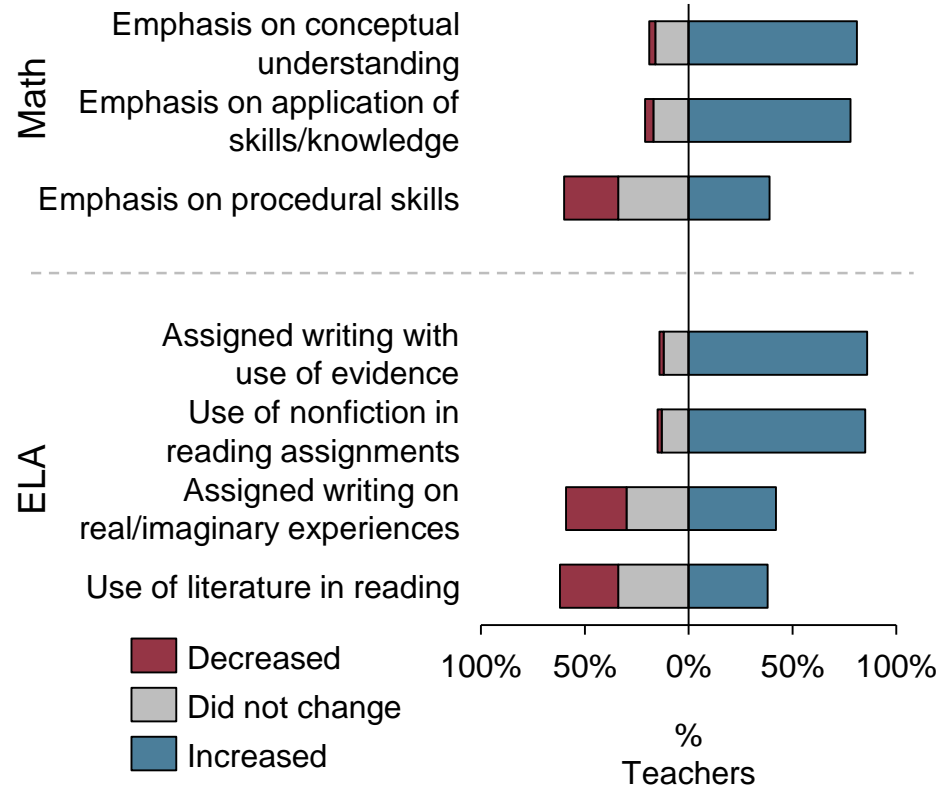 Math
Emphasis on conceptual
understanding
Emphasis on application of
skills/knowledge
Emphasis on procedural skills
ELA
Assigned writing with
use of evidence
Use of nonfiction in
reading assignments
Assigned writing on
real/imaginary experiences
Use of literature in reading
100% 50% 0% 50% 100%
%
Teachers
Decreased
Did not change
Increased